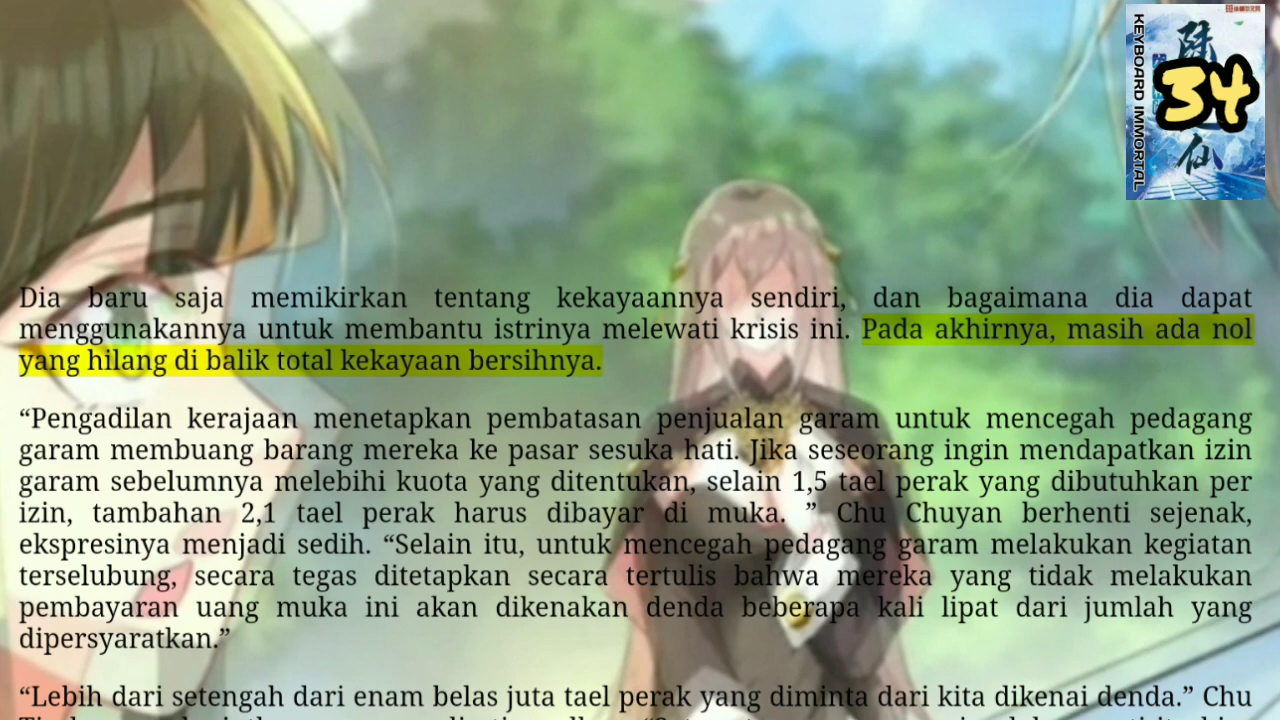 KEYBOARD IMMORTAL
34
仙
Dia baru saja memikirkan tentang kekayaannya sendiri, dan bagaimana dia dapat
menggunakannya untuk membantu istrinya melewati krisis ini. Pada akhirnya, masih ada nol
yang hilang di balik total kekayaan bersihnya.
“Pengadilan kerajaan menetapkan pembatasan penjualan garam untuk mencegah pedagang
garam membuang barang mereka ke pasar sesuka hati. Jika seseorang ingin mendapatkan izin
garam sebelumnya melebihi kuota yang ditentukan, selain 1,5 tael perak yang dibutuhkan per
izin, tambahan 2,1 tael perak harus dibayar di muka. ” Chu Chuyan berhenti sejenak,
ekspresinya menjadi sedih. “Selain itu, untuk mencegah pedagang garam melakukan kegiatan
terselubung, secara tegas ditetapkan secara tertulis bahwa mereka yang tidak melakukan
pembayaran uang muka ini akan dikenakan denda beberapa kali lipat dari jumlah yang
dipersyaratkan.”
“Lebih dari setengah dari enam belas juta tael perak yang diminta dari kita dikenai denda.” Chu